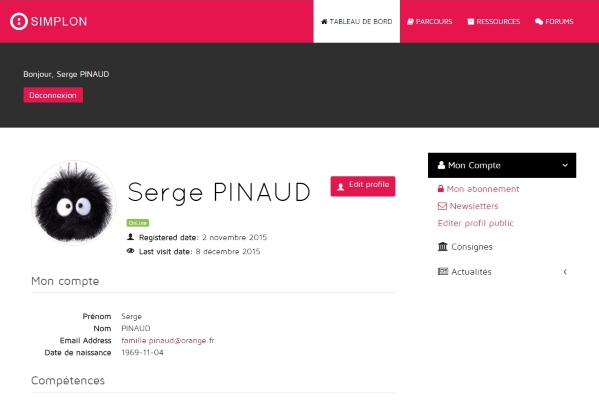 SIMPLON
TABLEAU DE BORD
PARCOURS
RESSOURCES
FORUMS
Bonjour, Serge PINAUD
Déconnexion
Serge PINAUD
Edit profile
OnLine
Registered date: 2 novembre 2015
Last visit date: 8 décembre 2015
Mon compte
Prénom Serge
Nom PINAUD
Email Address famille.pinaud@orange.fr
Date de naissance 1969-11-04
Compétences
Mon Compte
Mon abonnement
Newsletters
Editer profil public
Consignes
Actualités